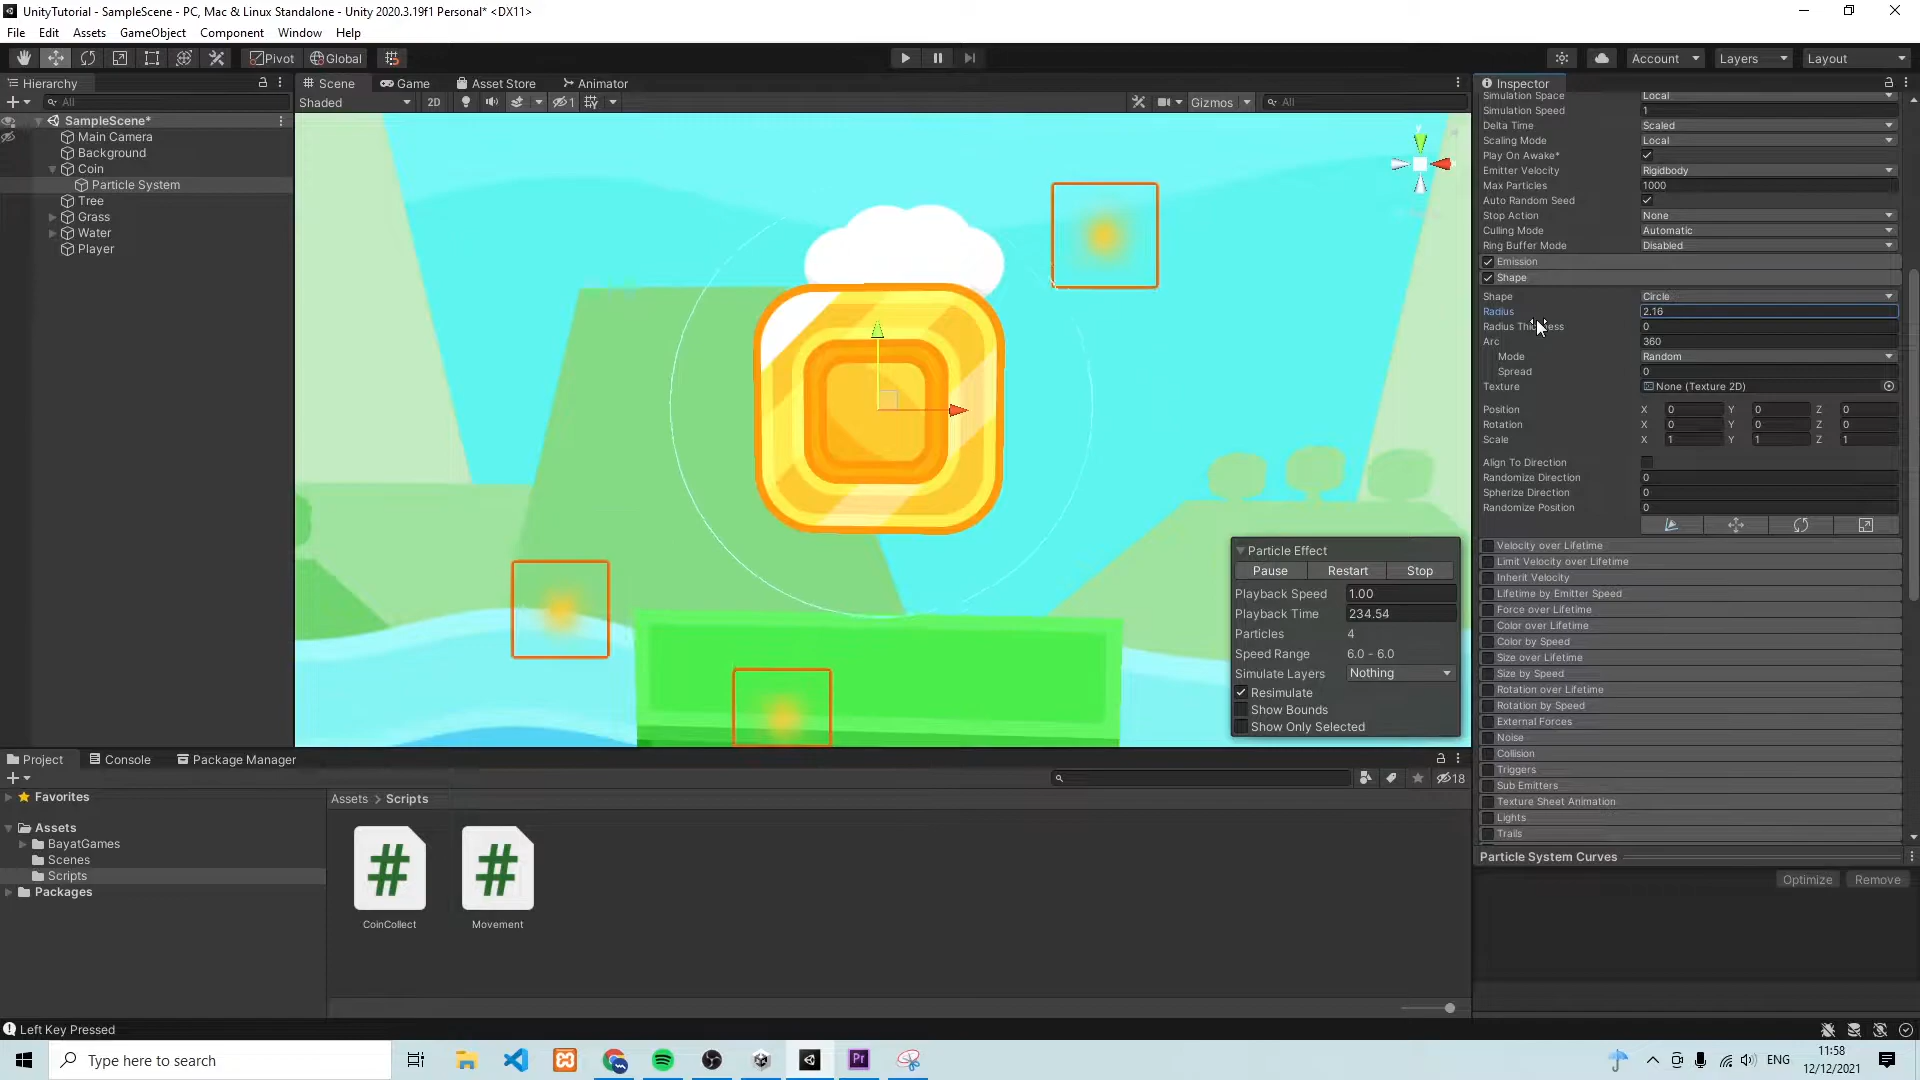 UnityTutorial - SampleScene - PC, Mac & Linux Standalone - Unity 2020.3.19f1 Personal* <DX11>
File Edit Assets GameObject Component Window Help
Pivot Global Account Layers Layout
Hierarchy
All
SampleScene*
Main Camera
Background
Coin
Particle System
Tree
Grass
Water
Player
Scene Game Asset Store Animator
Shaded 2D 1 Gizmos All
Particle Effect
Pause Restart Stop
Playback Speed 1.00
Playback Time 234.54
Particles 4
Speed Range 6.0 - 6.0
Simulate Layers Nothing
Resimulate
Show Bounds
Show Only Selected
Inspector
Simulation Space Local
Simulation Speed 1
Delta Time Scaled
Scaling Mode Local
Play On Awake*
Emitter Velocity Rigidbody
Max Particles 1000
Auto Random Seed
Stop Action None
Culling Mode Automatic
Ring Buffer Mode Disabled
Emission
Shape
Shape Circle
Radius 2.16
Radius Thickness 0
Arc 360
Mode Random
Spread 0
Texture None (Texture 2D)
Position X 0 Y 0 Z 0
Rotation X 0 Y 0 Z 0
Scale X 1 Y 1 Z 1
Align To Direction
Randomize Direction 0
Spherize Direction 0
Randomize Position 0
Velocity over Lifetime
Limit Velocity over Lifetime
Inherit Velocity
Lifetime by Emitter Speed
Force over Lifetime
Color over Lifetime
Color by Speed
Size over Lifetime
Size by Speed
Rotation over Lifetime
Rotation by Speed
External Forces
Noise
Collision
Triggers
Sub Emitters
Texture Sheet Animation
Lights
Trails
Particle System Curves
Optimize Remove
Project Console Package Manager
18
Favorites
Assets
BayatGames
Scenes
Scripts
Packages
Assets > Scripts
CoinCollect Movement
Left Key Pressed
Type here to search
Pr
ENG
11:58
12/12/2021